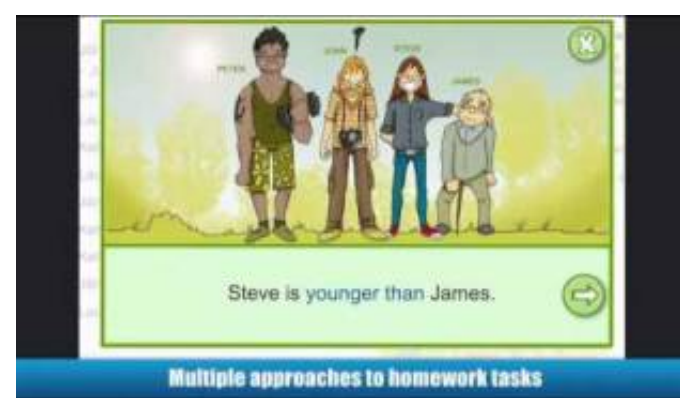 PETER
JOHN
STEVE
JAMES
Steve is younger than James.
Multiple approaches to homework tasks